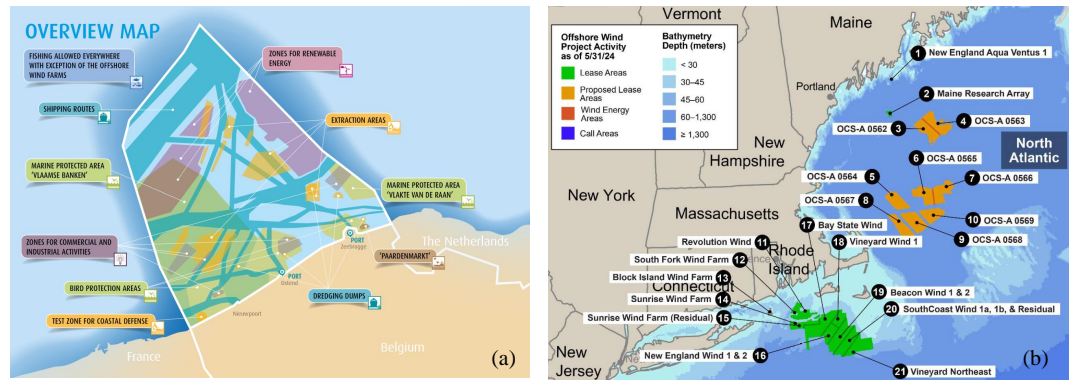 OVERVIEW MAP
FISHING ALLOWED EVERYWHERE
WITH EXCEPTION OF THE OFFSHORE
WIND FARMS
ZONES FOR RENEWABLE
ENERGY
SHIPPING ROUTES
EXTRACTION AREAS
MARINE PROTECTED AREA
'VLAAMSE BANKEN'
MARINE PROTECTED AREA
'VLAKTE VAN DE RAAN'
ZONES FOR COMMERCIAL AND
INDUSTRIAL ACTIVITIES
PORT
Zeebrugge
The Netherlands
'PAARDENMARKT'
PORT
Ostend
BIRD PROTECTION AREAS
DREDGING DUMPS
Nieuwpoort
TEST ZONE FOR COASTAL DEFENSE
France
Belgium
(a)
Offshore Wind
Project Activity
as of 5/31/24
Lease Areas
Proposed Lease
Areas
Wind Energy
Areas
Call Areas
Bathymetry
Depth (meters)
< 30
30–45
45–60
60–1,300
≥ 1,300
Vermont
Maine
1 New England Aqua Ventus 1
Portland
2 Maine Research Array
3 OCS-A 0562
4 OCS-A 0563
New
Hampshire
North
Atlantic
6 OCS-A 0565
OCS-A 0564 5
7 OCS-A 0566
New York
OCS-A 0567 8
10 OCS-A 0569
9 OCS-A 0568
Massachusetts
17 Bay State Wind
18 Vineyard Wind 1
Revolution Wind 11
Rhode
Island
South Fork Wind Farm 12
Block Island Wind Farm 13
Connecticut
Sunrise Wind Farm 14
19 Beacon Wind 1 & 2
20 SouthCoast Wind 1a, 1b, & Residual
Sunrise Wind Farm (Residual) 15
New England Wind 1 & 2 16
New
Jersey
21 Vineyard Northeast
(b)